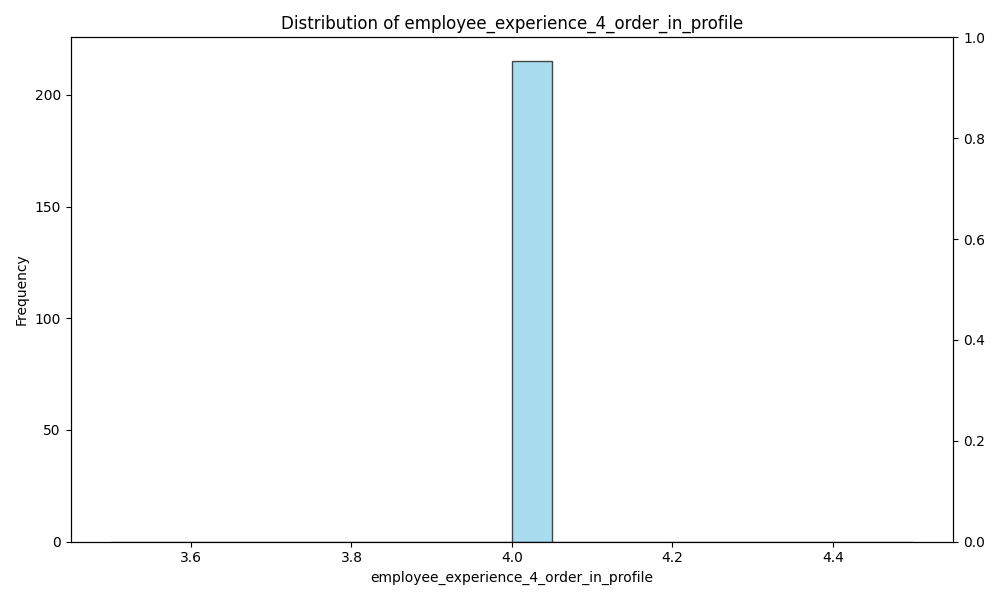 Distribution of employee_experience_4_order_in_profile
Frequency
200
150
100
50
0
1.0
0.8
0.6
0.4
0.2
0.0
3.6 3.8 4.0 4.2 4.4
employee_experience_4_order_in_profile